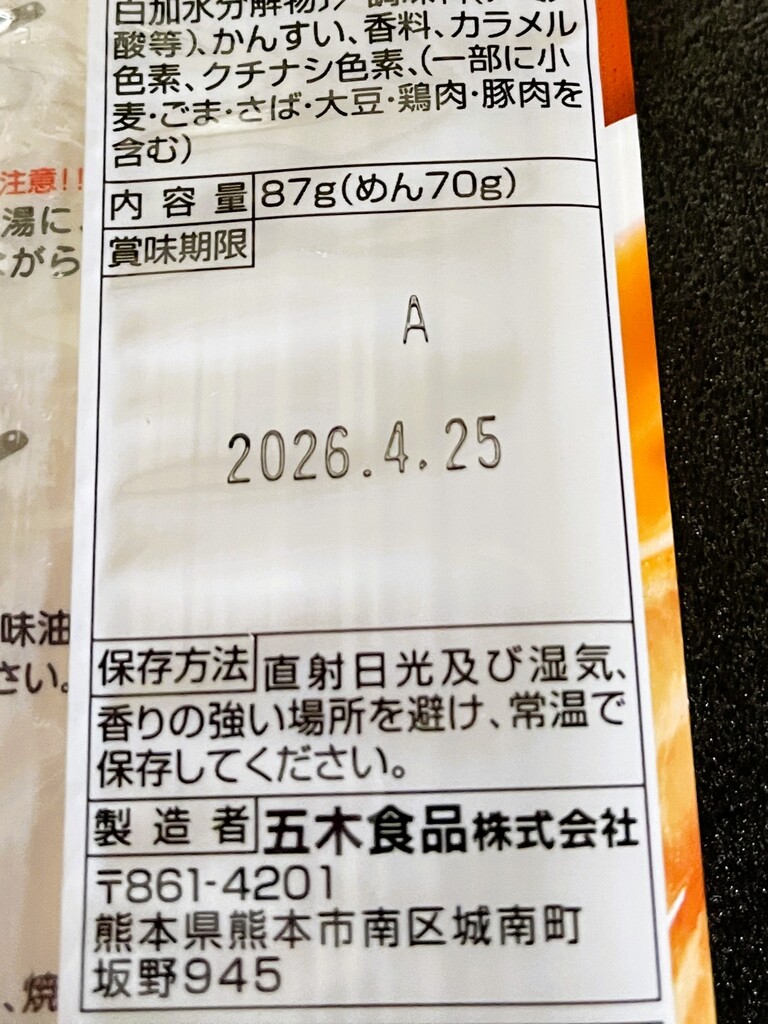 酸等)、かんすい、香料、カラメル
色素、クチナシ色素、(一部に小
麦・ごま・さば・大豆・鶏肉・豚肉を
含む)
内容量 87g(めん70g)
賞味期限
A
2026.4.25
保存方法 直射日光及び湿気、
香りの強い場所を避け、常温で
保存してください。
製造者 五木食品株式会社
〒861-4201
熊本県熊本市南区城南町
坂野945
注意!!
湯に、
ながら
味油
さい。
、焼